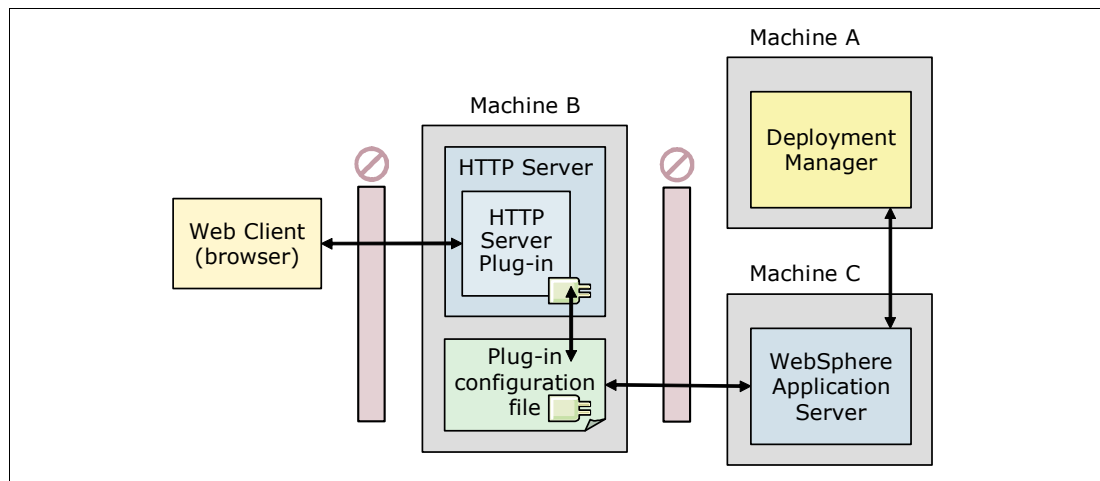 Machine A
Deployment
Manager
Machine B
HTTP Server
HTTP
Server
Plug-in
Web Client
(browser)
Plug-in
configuration
file
Machine C
WebSphere
Application
Server